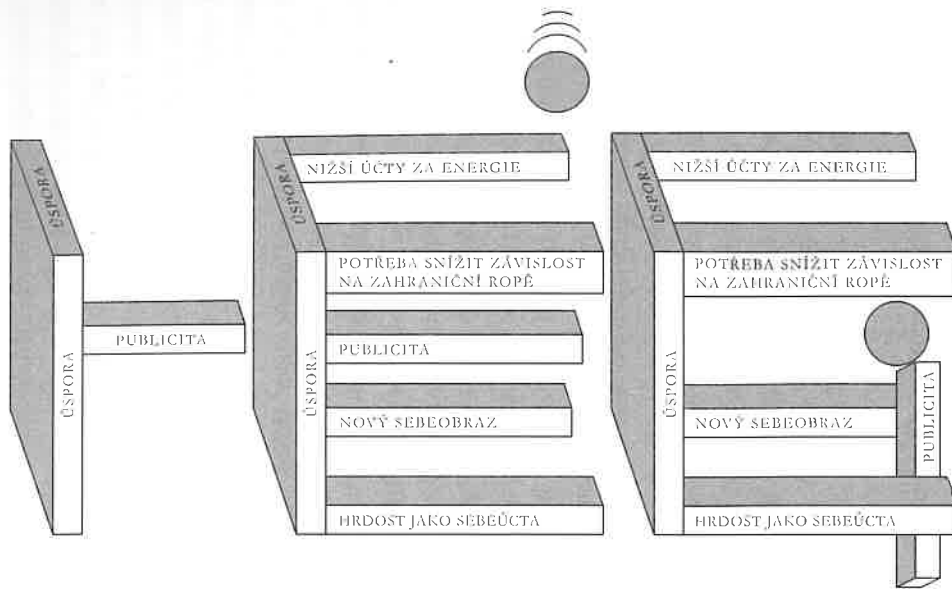 ÚSPORA
ÚSPORA
PUBLICITA
ÚSPORA
ÚSPORA
NIŽŠÍ ÚČTY ZA ENERGIE
POTŘEBA SNÍŽIT ZÁVISLOST
NA ZAHRANIČNÍ ROPĚ
PUBLICITA
NOVÝ SEBEOBRAZ
HRDOST JAKO SEBEÚCTA
ÚSPORA
ÚSPORA
NIŽŠÍ ÚČTY ZA ENERGIE
POTŘEBA SNÍŽIT ZÁVISLOST
NA ZAHRANIČNÍ ROPĚ
NOVÝ SEBEOBRAZ
PUBLICITA
HRDOST JAKO SEBEÚCTA